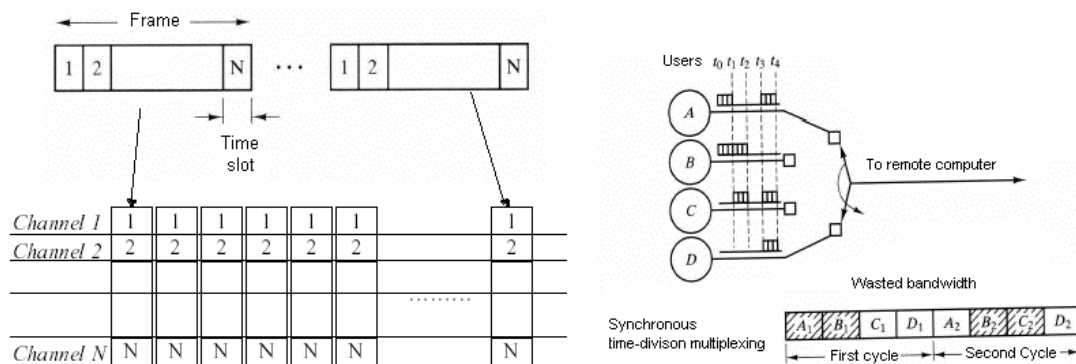 Frame
1 2 N ... 1 2 N
Time
slot
Channel 1 1 1 1 1 1 1 1
Channel 2 2 2 2 2 2 2 2
.........
Channel N N N N N N N N
Users t0 t1 t2 t3 t4
A
B
To remote computer
C
D
Wasted bandwidth
Synchronous
time-divison multiplexing
A1 B1 C1 D1 A2 B2 C2 D2
First cycle Second Cycle